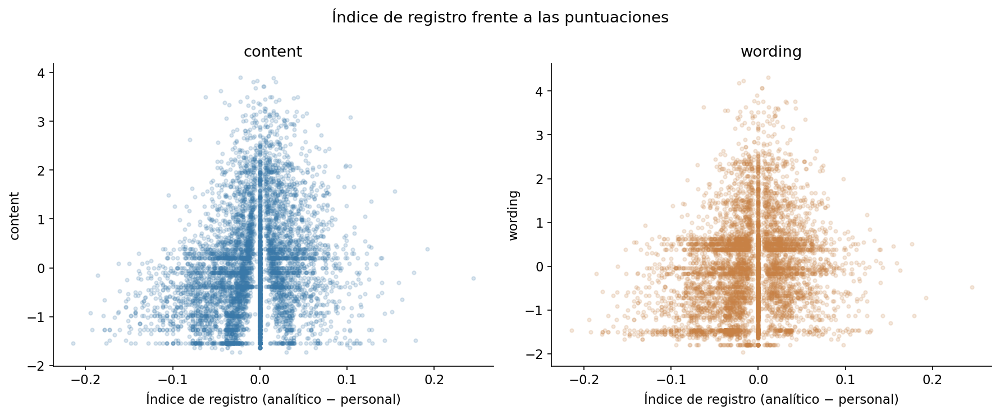 Índice de registro frente a las puntuaciones
content
4
3
2
1
0
−1
−2
content
−0.2 −0.1 0.0 0.1 0.2
Índice de registro (analítico − personal)
wording
4
3
2
1
0
−1
−2
wording
−0.2 −0.1 0.0 0.1 0.2
Índice de registro (analítico − personal)